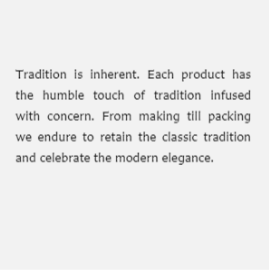 Tradition is inherent. Each product has
the humble touch of tradition infused
with concern. From making till packing
we endure to retain the classic tradition
and celebrate the modern elegance.